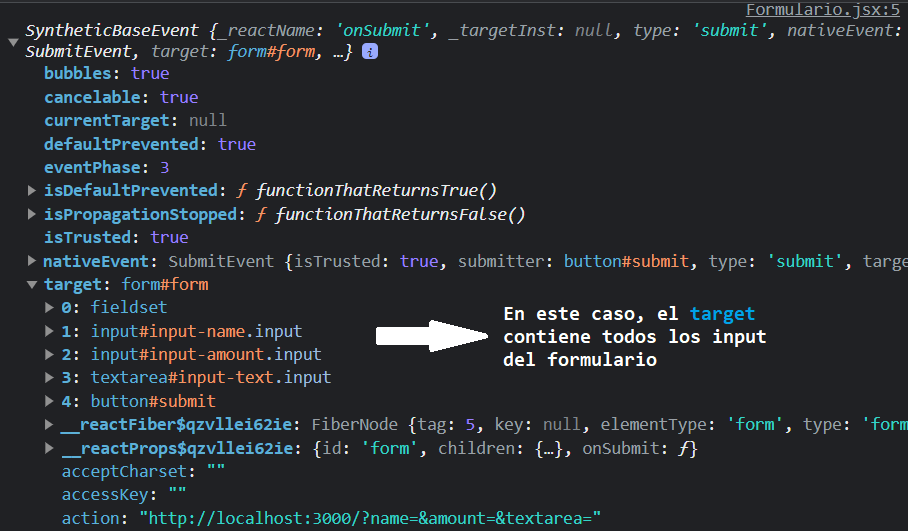 Formulario.jsx:5
SyntheticBaseEvent {_reactName: 'onSubmit', _targetInst: null, type: 'submit', nativeEvent:
SubmitEvent, target: form#form, …} i
bubbles: true
cancelable: true
currentTarget: null
defaultPrevented: true
eventPhase: 3
isDefaultPrevented: ƒ functionThatReturnsTrue()
isPropagationStopped: ƒ functionThatReturnsFalse()
isTrusted: true
nativeEvent: SubmitEvent {isTrusted: true, submitter: button#submit, type: 'submit', targe
target: form#form
0: fieldset
1: input#input-name.input
2: input#input-amount.input
3: textarea#input-text.input
4: button#submit
En este caso, el target
contiene todos los input
del formulario
__reactFiber$qzvllei62ie: FiberNode {tag: 5, key: null, elementType: 'form', type: 'form
__reactProps$qzvllei62ie: {id: 'form', children: {…}, onSubmit: ƒ}
acceptCharset: ""
accessKey: ""
action: "http://localhost:3000/?name=&amount=&textarea="